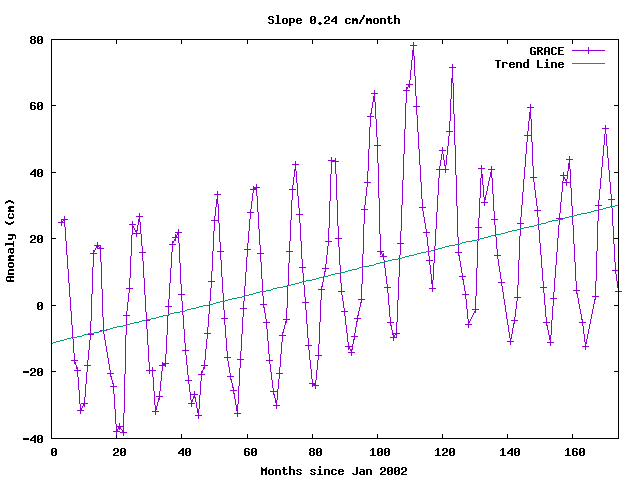 Slope 0.24 cm/month
GRACE
Trend Line
80
60
40
20
0
-20
-40
Anomaly (cm)
0 20 40 60 80 100 120 140 160
Months since Jan 2002